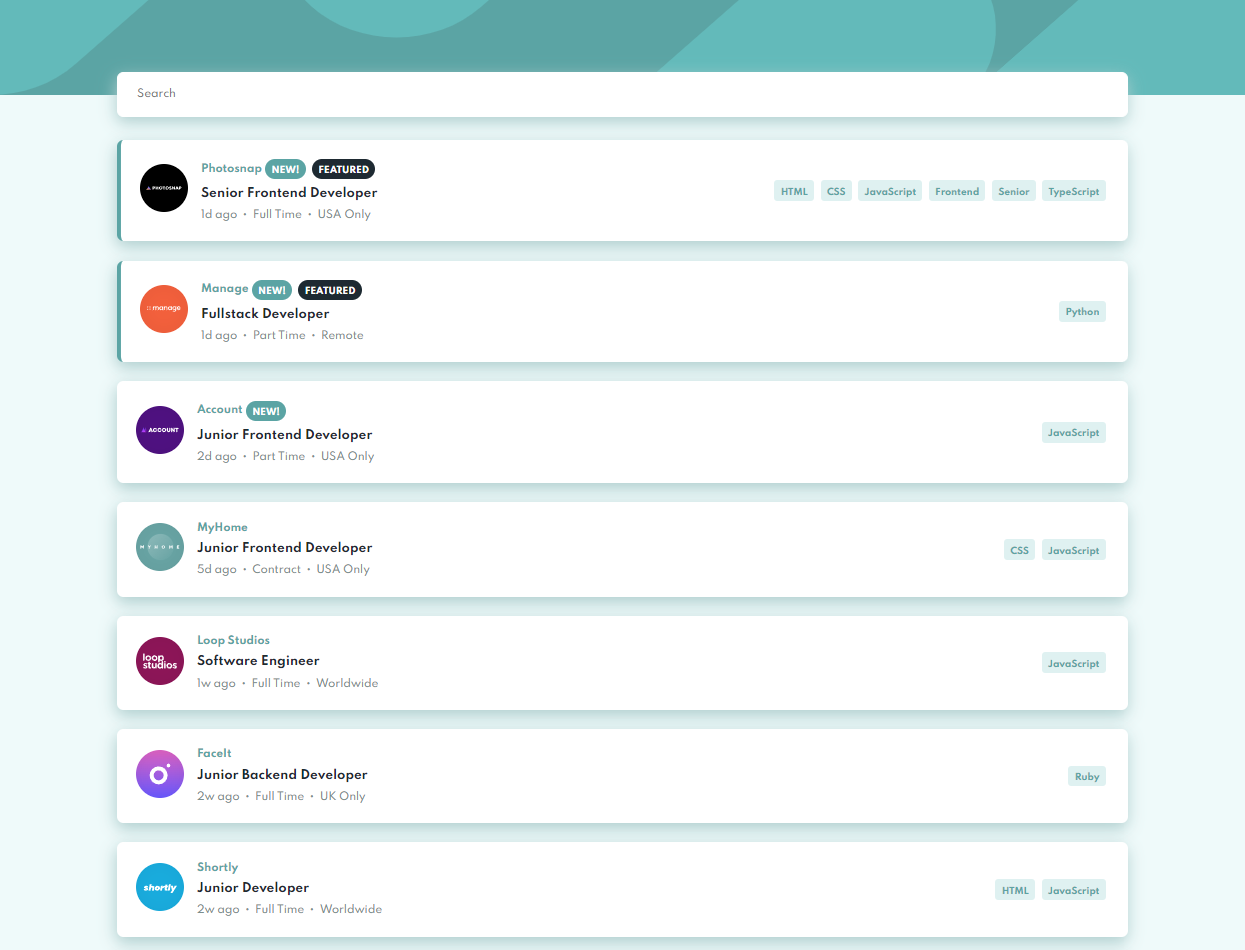 Search
PHOTOSNAP
Photosnap NEW! FEATURED
Senior Frontend Developer
1d ago • Full Time • USA Only
HTML CSS JavaScript Frontend Senior TypeScript
manage
Manage NEW! FEATURED
Fullstack Developer
1d ago • Part Time • Remote
Python
ACCOUNT
Account NEW!
Junior Frontend Developer
2d ago • Part Time • USA Only
JavaScript
MYHOME
MyHome
Junior Frontend Developer
5d ago • Contract • USA Only
CSS JavaScript
loop
studios
Loop Studios
Software Engineer
1w ago • Full Time • Worldwide
JavaScript
FaceIt
Junior Backend Developer
2w ago • Full Time • UK Only
Ruby
shortly
Shortly
Junior Developer
2w ago • Full Time • Worldwide
HTML JavaScript